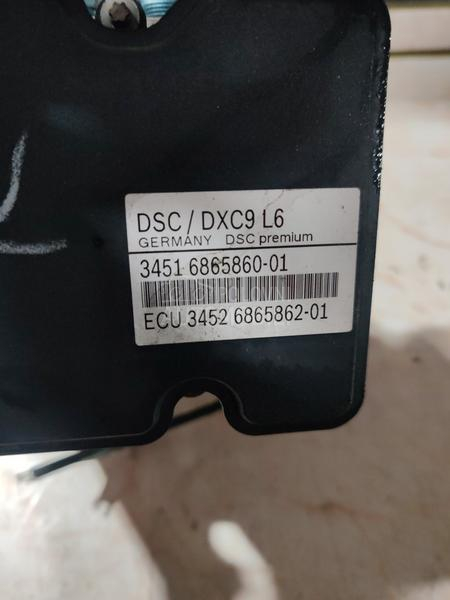 DSC / DXC9 L6
GERMANY DSC premium
3451 6865860-01
ECU 3452 6865862-01